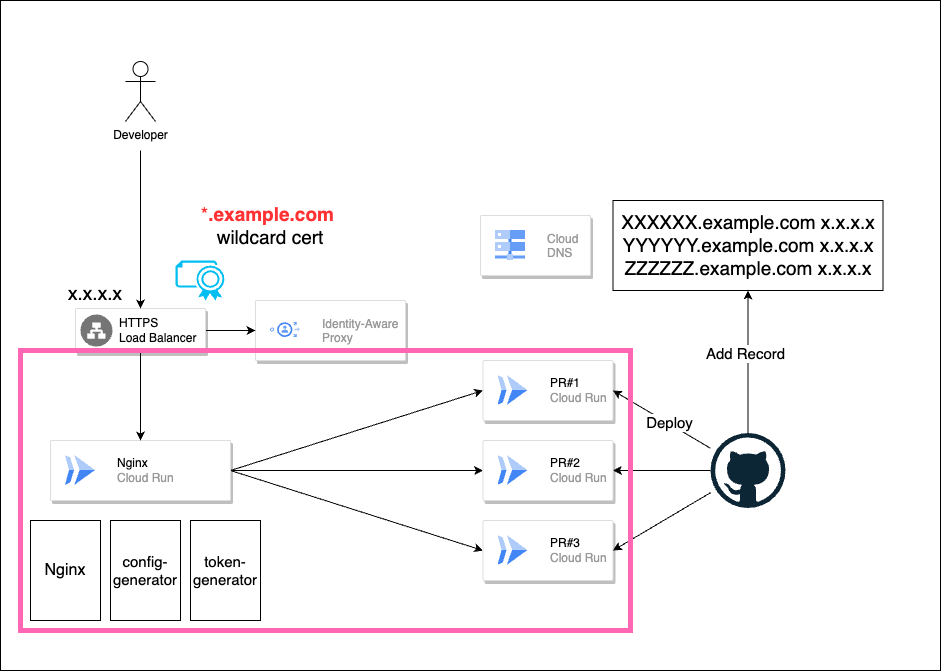 Developer
*.example.com
wildcard cert
X.X.X.X
HTTPS
Load Balancer
Identity-Aware
Proxy
Cloud
DNS
XXXXXX.example.com x.x.x.x
YYYYYY.example.com x.x.x.x
ZZZZZZ.example.com x.x.x.x
Add Record
Deploy
Nginx
Cloud Run
PR#1
Cloud Run
PR#2
Cloud Run
PR#3
Cloud Run
Nginx
config-
generator
token-
generator